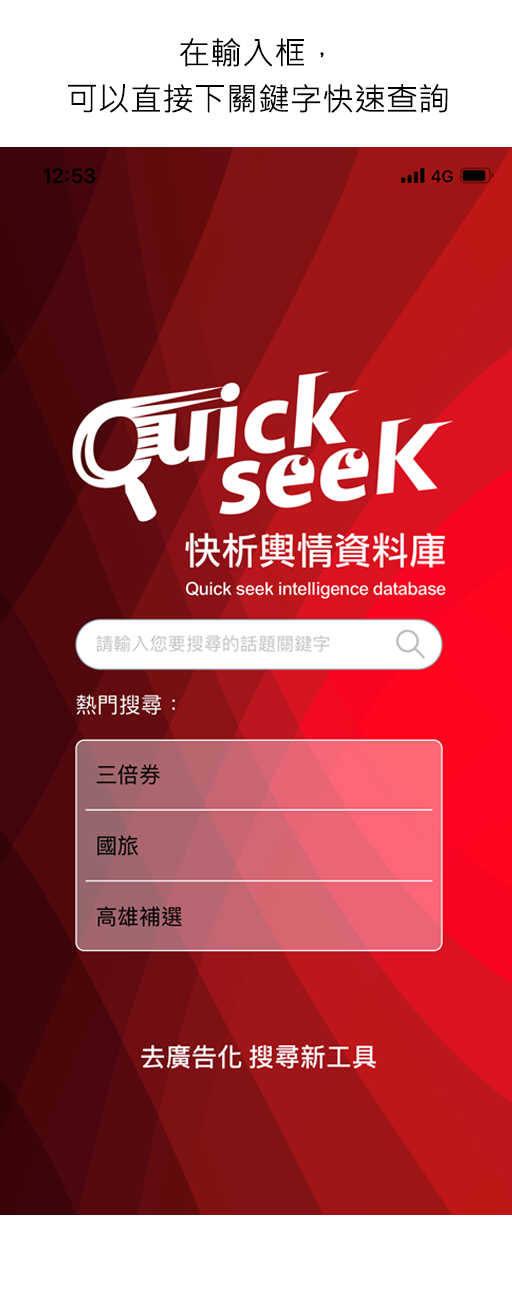 在輸入框，
可以直接下關鍵字快速查詢
12:53
4G
Quick
seeK
快析輿情資料庫
Quick seek intelligence database
請輸入您要搜尋的話題關鍵字
熱門搜尋：
三倍券
國旅
高雄補選
去廣告化 搜尋新工具